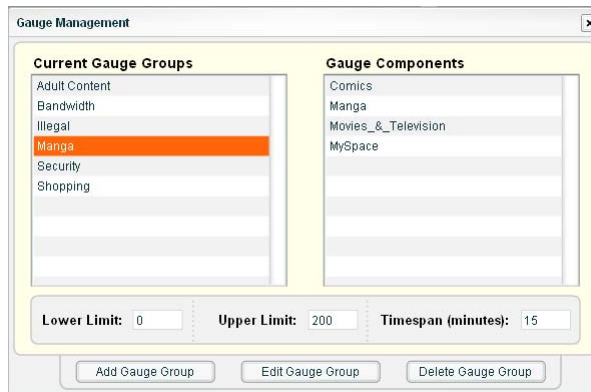 Gauge Management
Current Gauge Groups
Adult Content
Bandwidth
Illegal
Manga
Security
Shopping
Gauge Components
Comics
Manga
Movies_&_Television
MySpace
Lower Limit: 0 Upper Limit: 200 Timespan (minutes): 15
Add Gauge Group Edit Gauge Group Delete Gauge Group